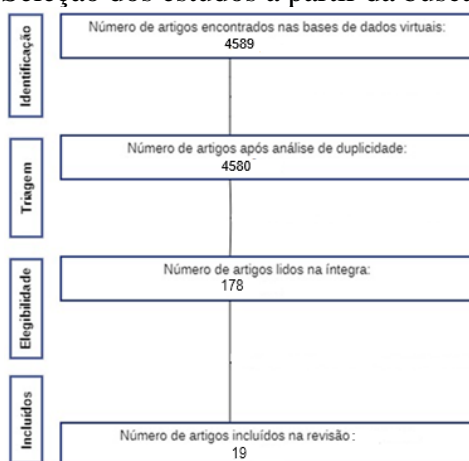 Seleção dos estudos a partir da busca
Identificação
Número de artigos encontrados nas bases de dados virtuais:
4589
Triagem
Número de artigos após análise de duplicidade:
4580
Elegibilidade
Número de artigos lidos na íntegra:
178
Incluídos
Número de artigos incluídos na revisão:
19